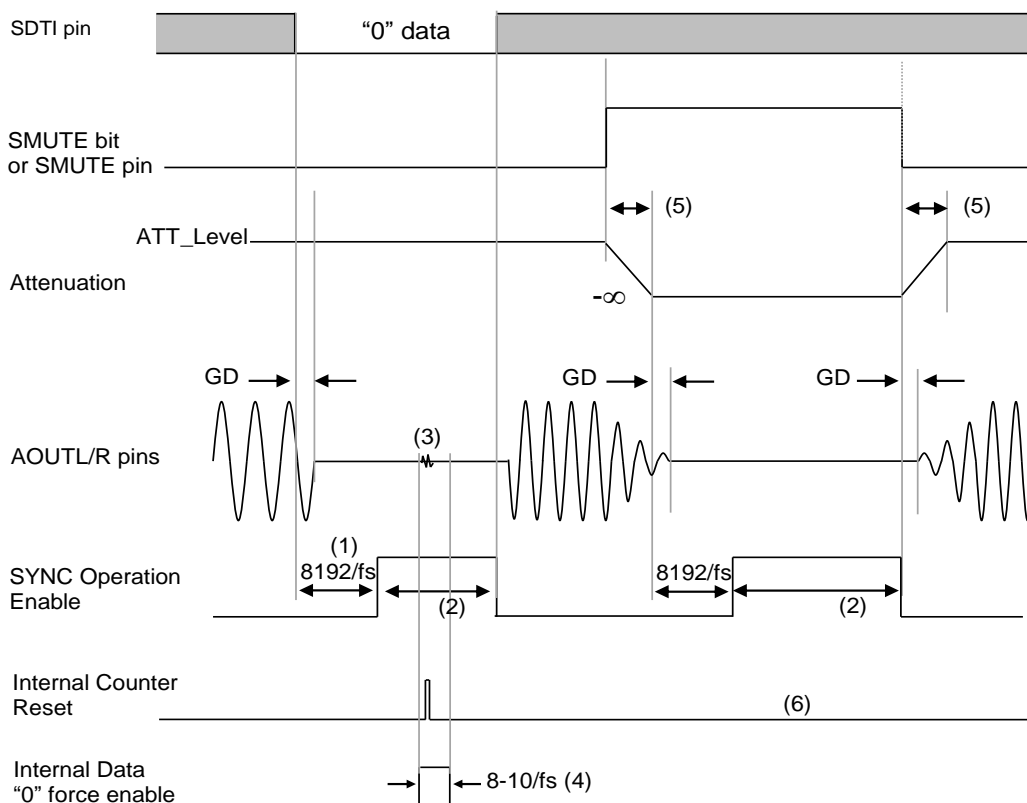 SDTI pin
“0” data
SMUTE bit
or SMUTE pin
(5)
(5)
ATT_Level
Attenuation
-∞
GD
GD
GD
(3)
AOUTL/R pins
(1)
8192/fs
8192/fs
SYNC Operation
Enable
(2)
(2)
Internal Counter
Reset
(6)
Internal Data
“0” force enable
8-10/fs (4)